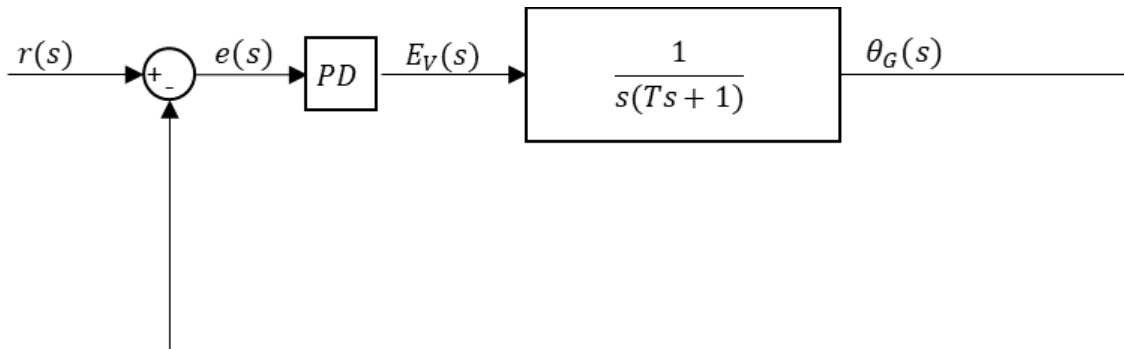 r(s)
+
-
e(s)
PD
E_V(s)
1
s(Ts + 1)
θ_G(s)